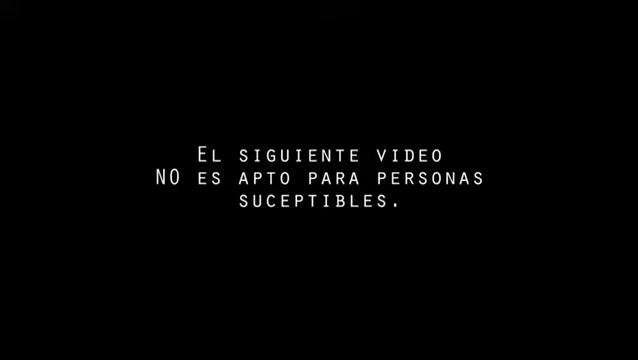 El siguiente video
NO es apto para personas
suceptibles.